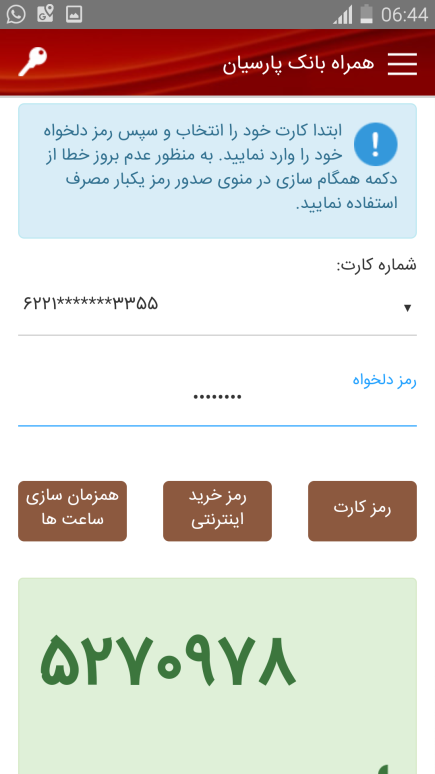 06:44
همراه بانک پارسیان
ابتدا کارت خود را انتخاب و سپس رمز دلخواه
خود را وارد نمایید. به منظور عدم بروز خطا از
دکمه همگام سازی در منوی صدور رمز یکبار مصرف
استفاده نمایید.
شماره کارت:
۶۲۲۱*******۳۳۵۵
رمز دلخواه
••••••••
رمز کارت
رمز خرید
اینترنتی
همزمان سازی
ساعت ها
۵۲۷۰۹۷۸